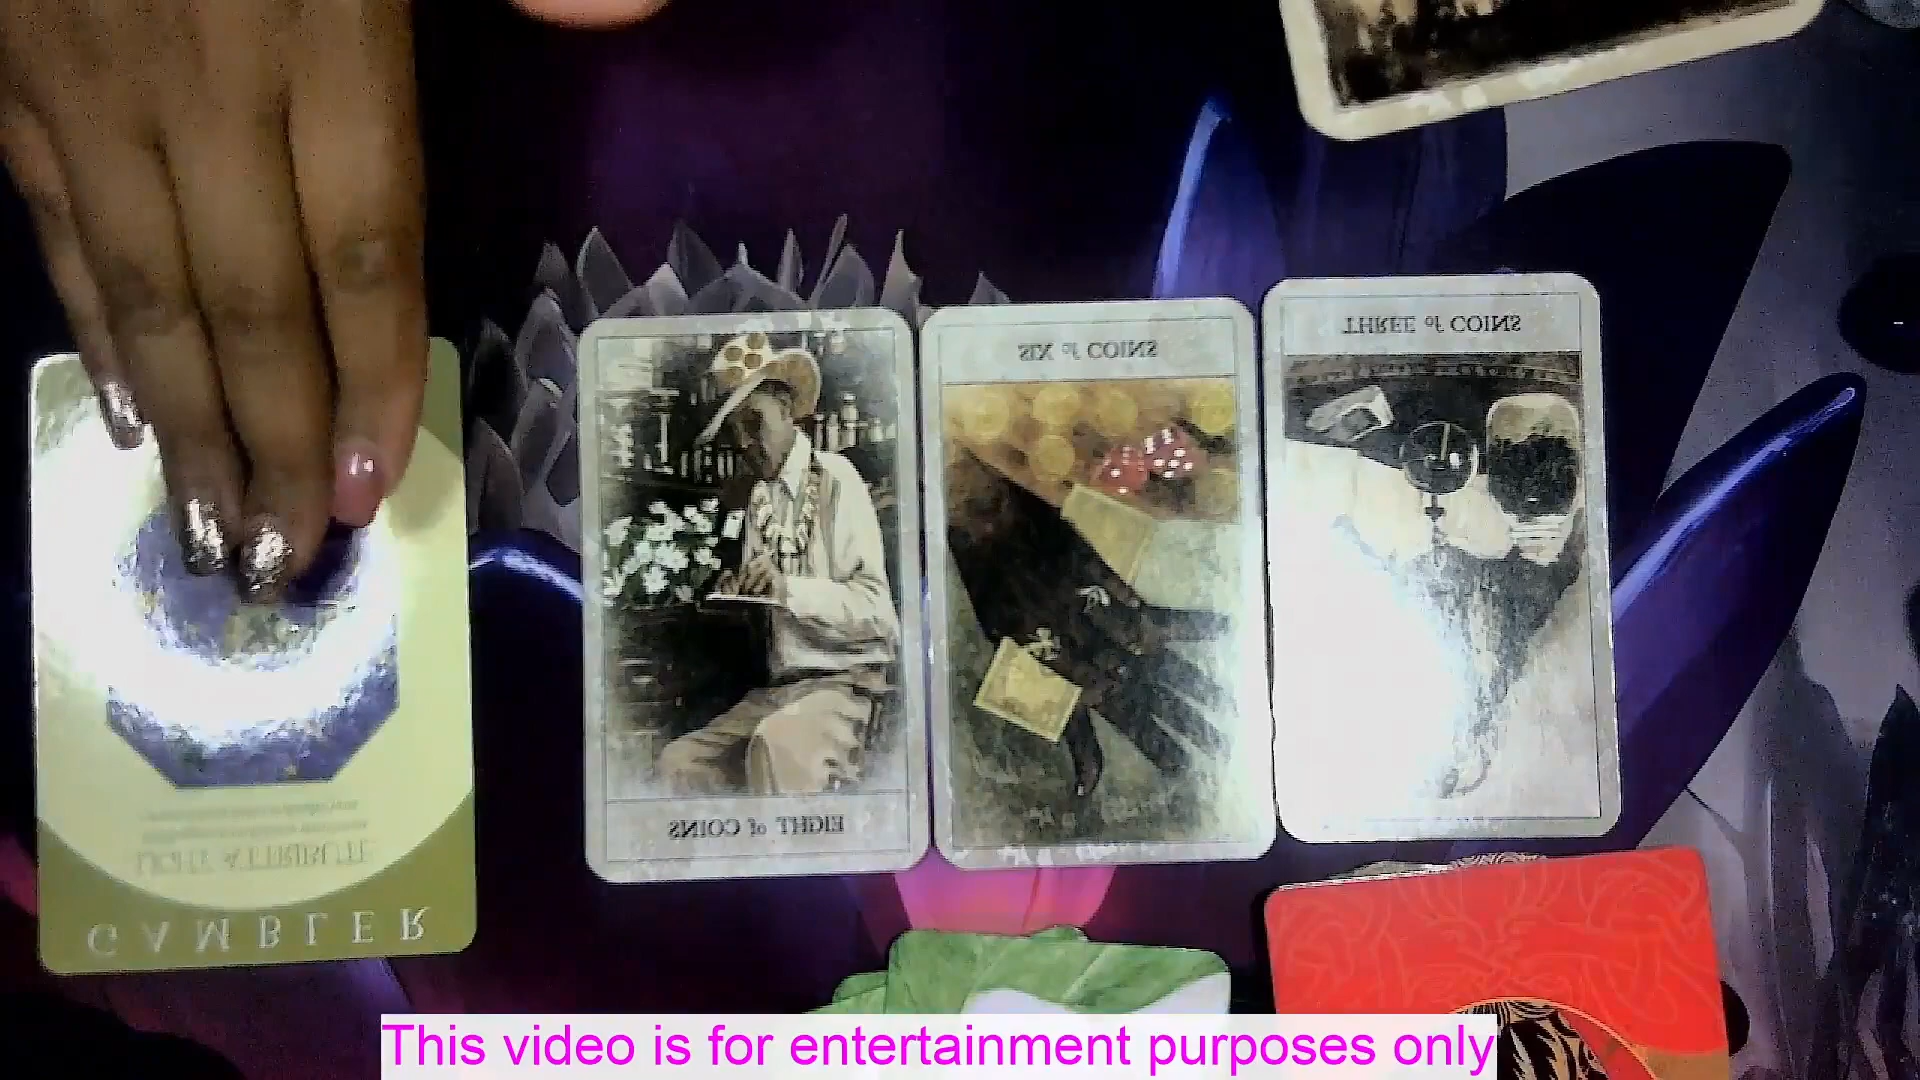 THREE of COINS
SIX of COINS
EIGHT of COINS
LIGHT ATTRIBUTE
GAMBLER
This video is for entertainment purposes only